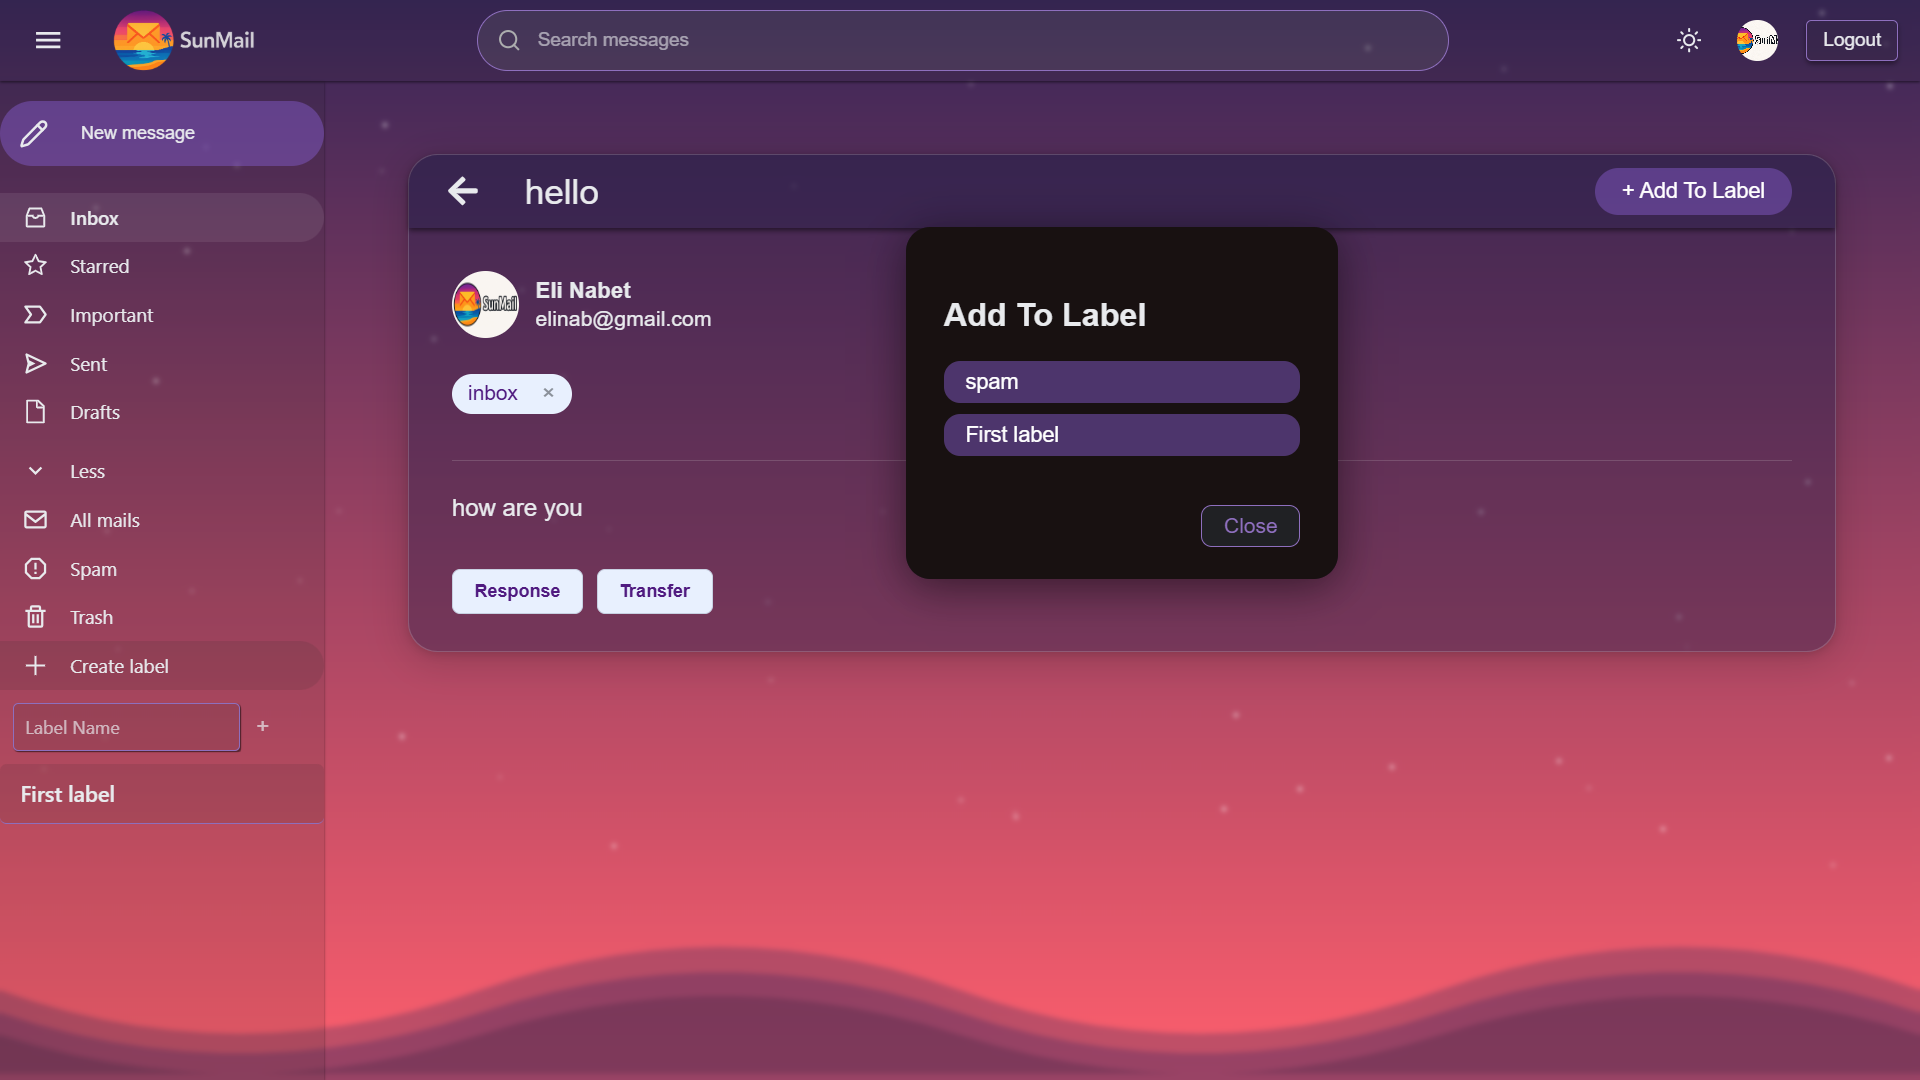 SunMail
Search messages
Logout
New message
Inbox
Starred
Important
Sent
Drafts
Less
All mails
Spam
Trash
Create label
Label Name
+
First label
hello
+ Add To Label
SunMail
Eli Nabet
elinab@gmail.com
inbox ×
how are you
Response
Transfer
Add To Label
spam
First label
Close